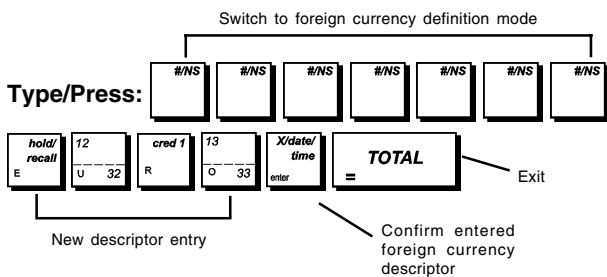 Switch to foreign currency definition mode
Type/Press: #/NS #/NS #/NS #/NS #/NS #/NS #/NS
hold/ recall E
12 U 32
cred 1 R
13 O 33
X/date/ time enter
TOTAL =
Exit
New descriptor entry
Confirm entered
foreign currency
descriptor